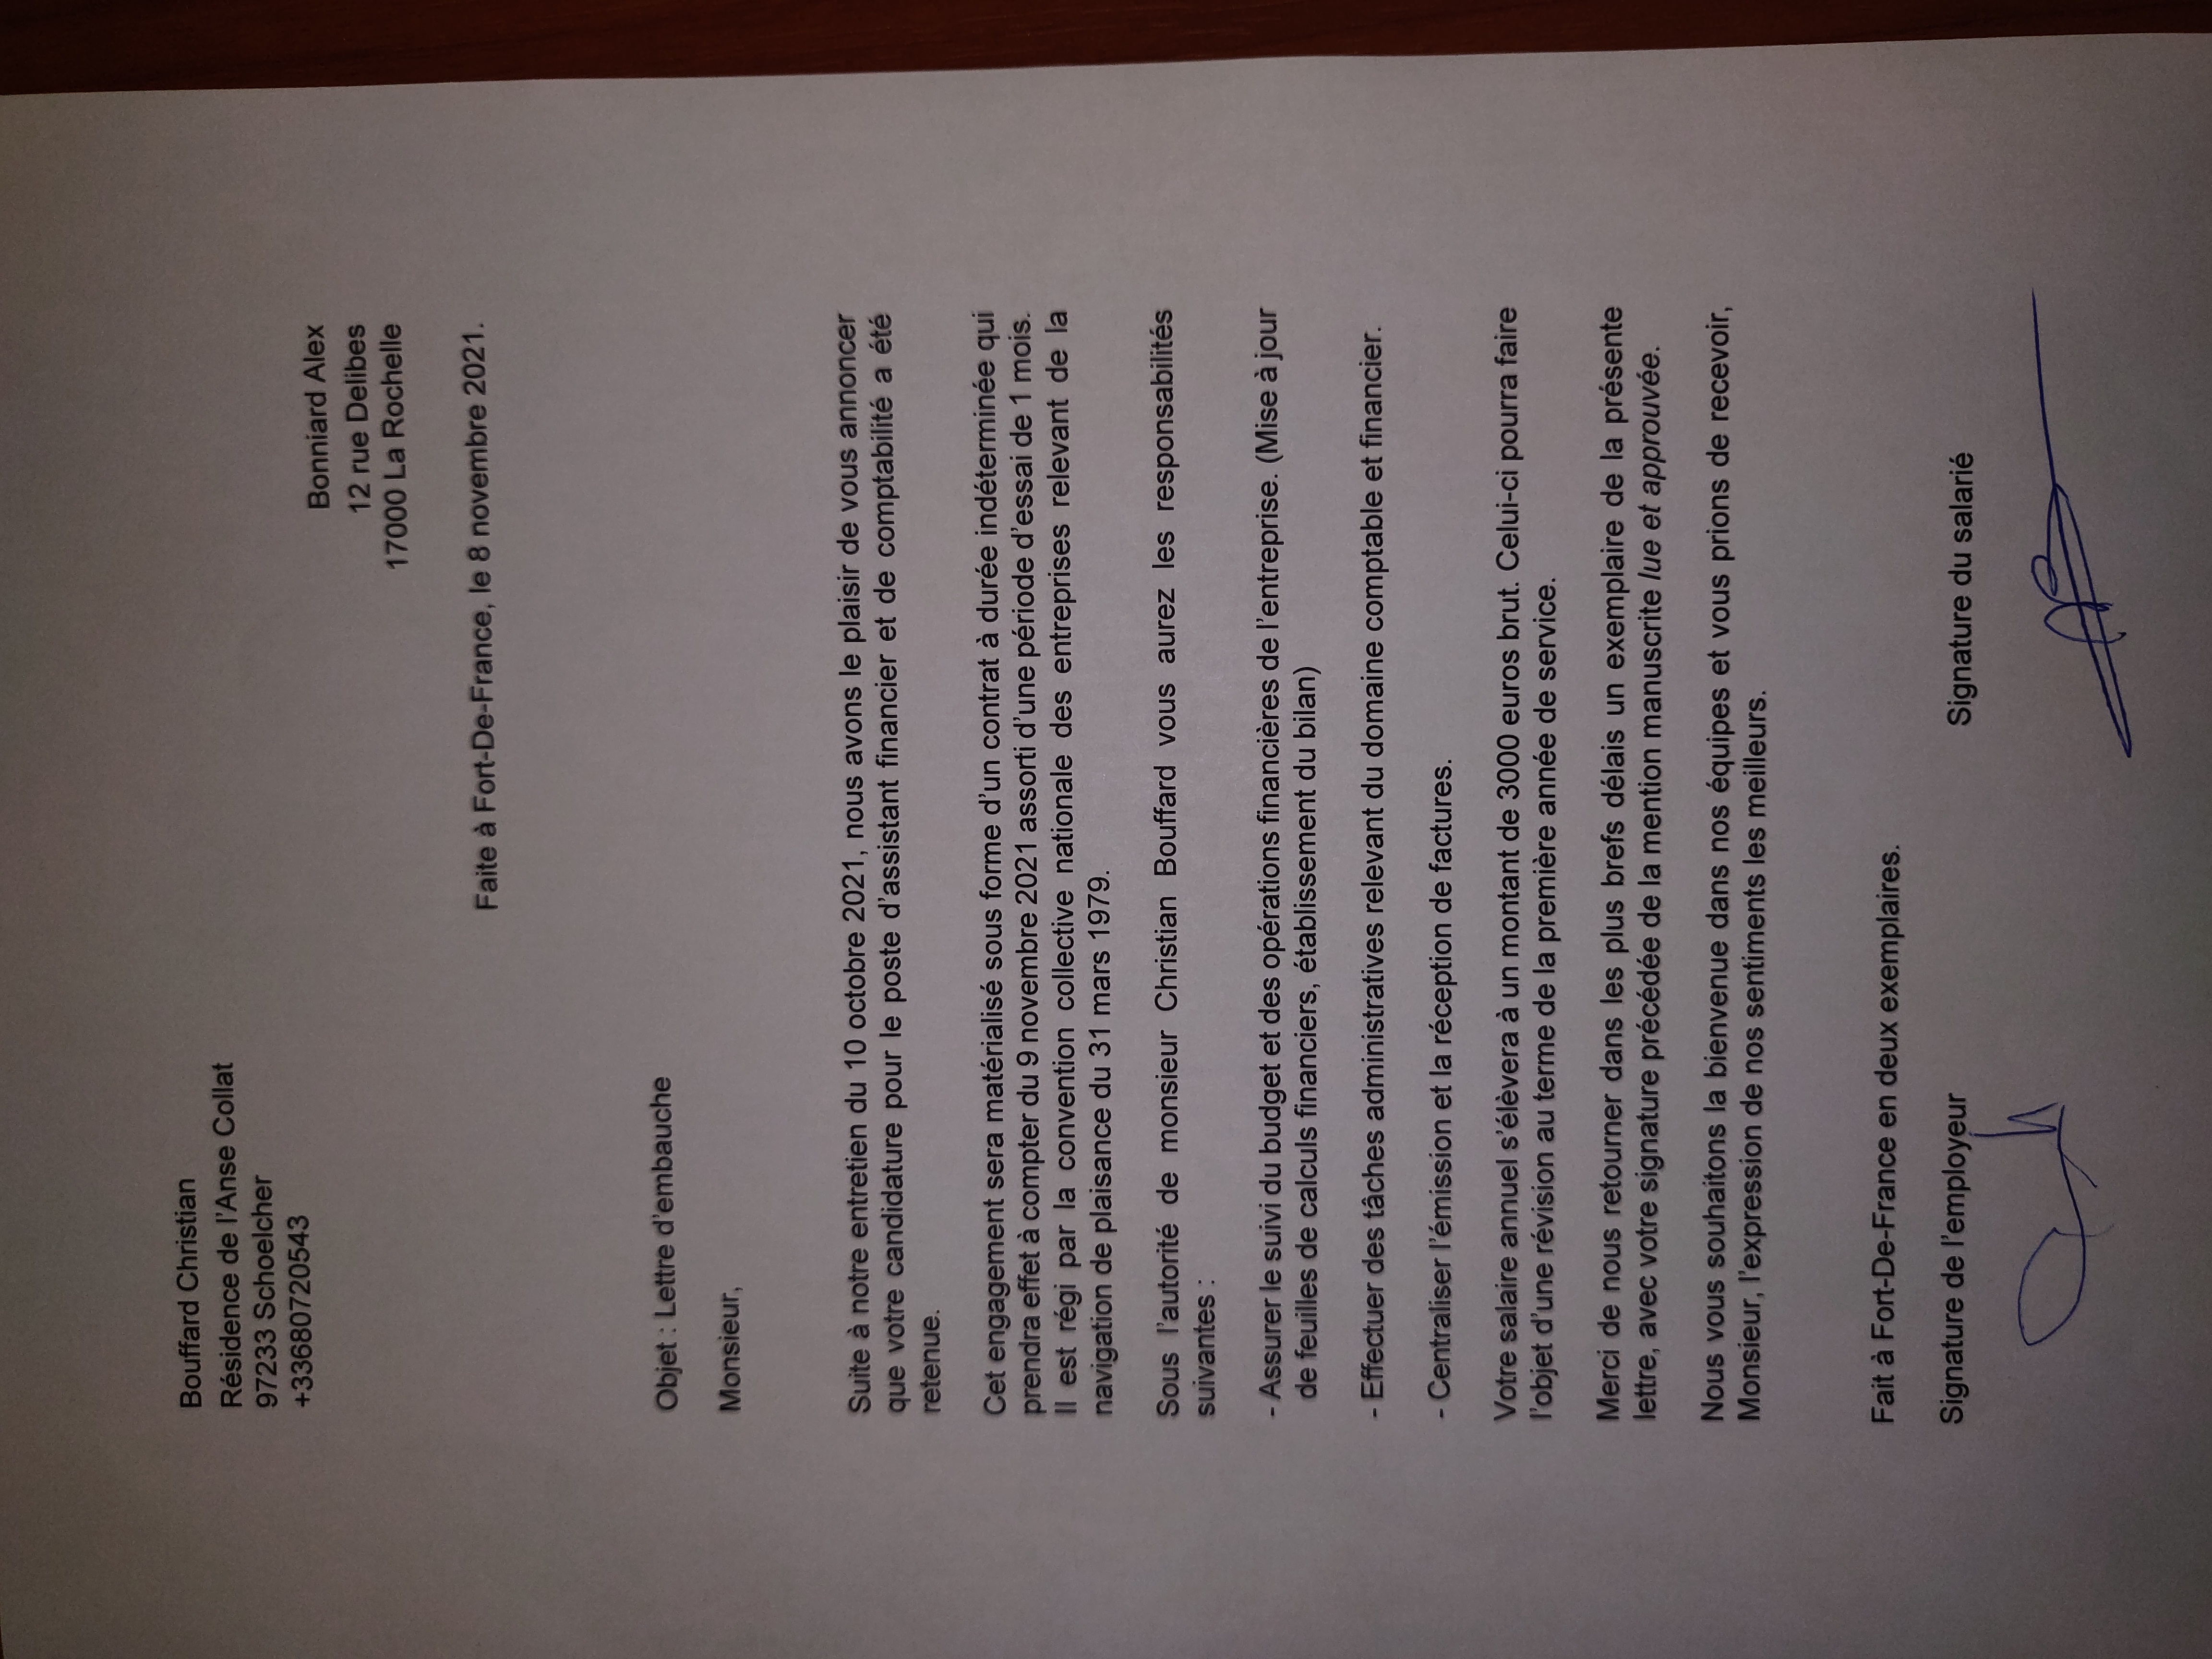 Bouffard Christian
Résidence de l'Anse Collat
97233 Schoelcher
+33680720543
Bonniard Alex
12 rue Delibes
17000 La Rochelle
Faite à Fort-De-France, le 8 novembre 2021.
Objet : Lettre d'embauche
Monsieur,
Suite à notre entretien du 10 octobre 2021, nous avons le plaisir de vous annoncer
que votre candidature pour le poste d'assistant financier et de comptabilité a été
retenue.
Cet engagement sera matérialisé sous forme d'un contrat à durée indéterminée qui
prendra effet à compter du 9 novembre 2021 assorti d'une période d'essai de 1 mois.
Il est régi par la convention collective nationale des entreprises relevant de la
navigation de plaisance du 31 mars 1979.
Sous l'autorité de monsieur Christian Bouffard vous aurez les responsabilités
suivantes :
- Assurer le suivi du budget et des opérations financières de l'entreprise. (Mise à jour
de feuilles de calculs financiers, établissement du bilan)
- Effectuer des tâches administratives relevant du domaine comptable et financier.
- Centraliser l'émission et la réception de factures.
Votre salaire annuel s'élèvera à un montant de 3000 euros brut. Celui-ci pourra faire
l'objet d'une révision au terme de la première année de service.
Merci de nous retourner dans les plus brefs délais un exemplaire de la présente
lettre, avec votre signature précédée de la mention manuscrite lue et approuvée.
Nous vous souhaitons la bienvenue dans nos équipes et vous prions de recevoir,
Monsieur, l'expression de nos sentiments les meilleurs.
Fait à Fort-De-France en deux exemplaires.
Signature de l'employeur
Signature du salarié